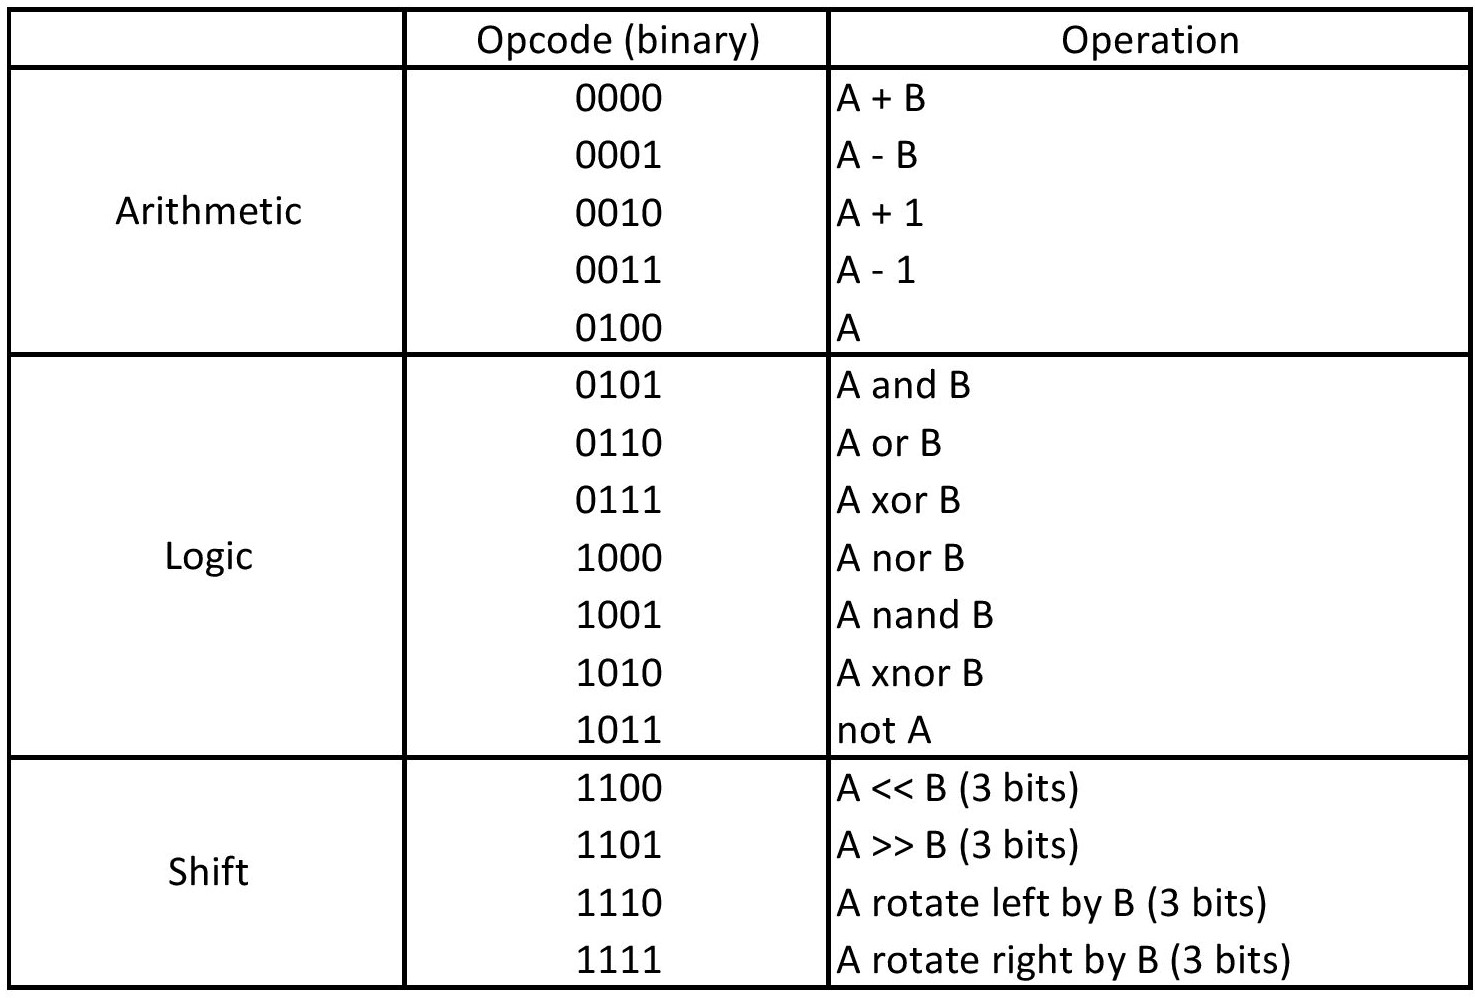 Opcode (binary) Operation
Arithmetic
0000 A + B
0001 A - B
0010 A + 1
0011 A - 1
0100 A
Logic
0101 A and B
0110 A or B
0111 A xor B
1000 A nor B
1001 A nand B
1010 A xnor B
1011 not A
Shift
1100 A << B (3 bits)
1101 A >> B (3 bits)
1110 A rotate left by B (3 bits)
1111 A rotate right by B (3 bits)